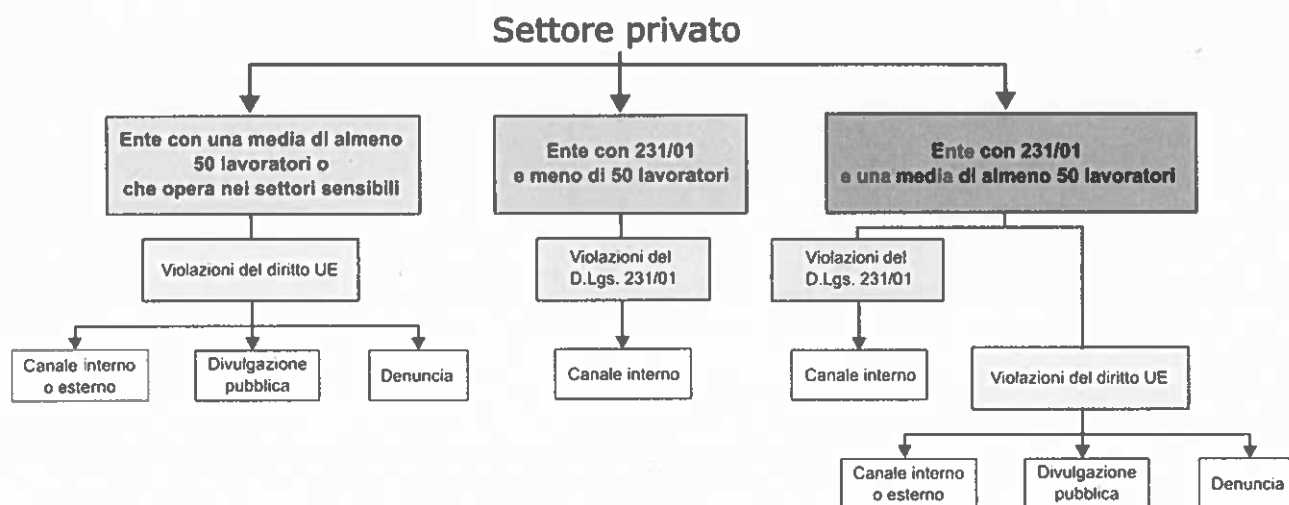 Settore privato
Ente con una media di almeno
50 lavoratori o
che opera nei settori sensibili
Ente con 231/01
e meno di 50 lavoratori
Ente con 231/01
e una media di almeno 50 lavoratori
Violazioni del diritto UE
Violazioni del
D.Lgs. 231/01
Violazioni del
D.Lgs. 231/01
Canale interno
o esterno
Divulgazione
pubblica
Denuncia
Canale interno
Canale interno
Violazioni del diritto UE
Canale interno
o esterno
Divulgazione
pubblica
Denuncia